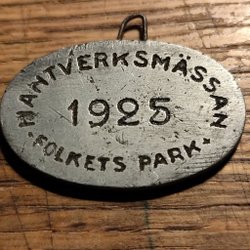 HANTVERKSMÄSSAN
1925
·FOLKETS PARK·